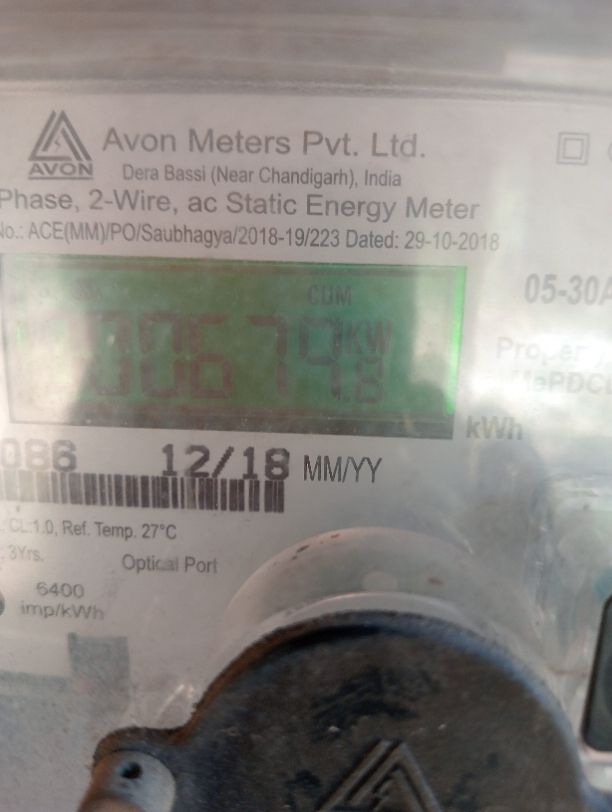 AVON
Avon Meters Pvt. Ltd.
Dera Bassi (Near Chandigarh), India
Phase, 2-Wire, ac Static Energy Meter
No.: ACE(MM)/PO/Saubhagya/2018-19/223 Dated: 29-10-2018
05-30A
CUM
00679.8 KW
kWh
086 12/18 MM/YY
CL:1.0, Ref. Temp. 27°C
3Yrs.
Optical Port
6400
imp/kWh